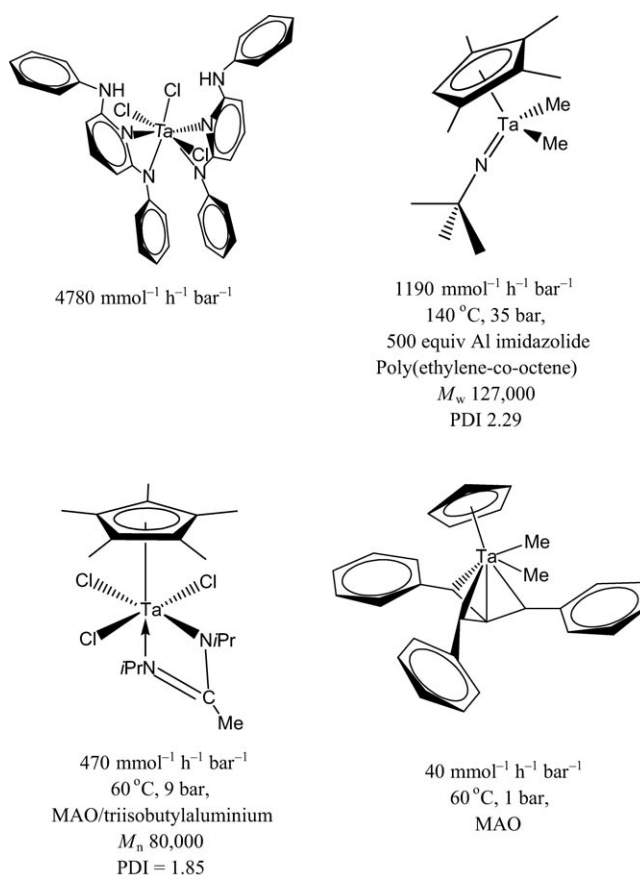 NH
HN
Cl
Cl
N
Ta
N
Cl
N
N
4780 mmol⁻¹ h⁻¹ bar⁻¹
Ta
Me
Me
N
1190 mmol⁻¹ h⁻¹ bar⁻¹
140 °C, 35 bar,
500 equiv Al imidazolide
Poly(ethylene-co-octene)
Mw 127,000
PDI 2.29
Cl
Cl
Ta
Cl
NiPr
iPrN
C
Me
470 mmol⁻¹ h⁻¹ bar⁻¹
60 °C, 9 bar,
MAO/triisobutylaluminium
Mn 80,000
PDI = 1.85
Ta
Me
Me
40 mmol⁻¹ h⁻¹ bar⁻¹
60 °C, 1 bar,
MAO